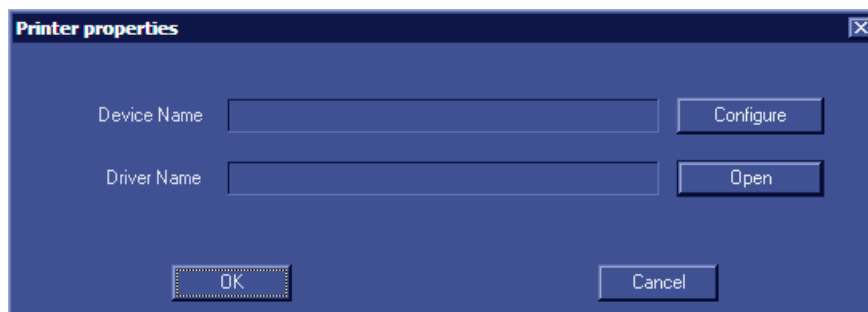 Printer properties
Device Name Configure
Driver Name Open
OK Cancel